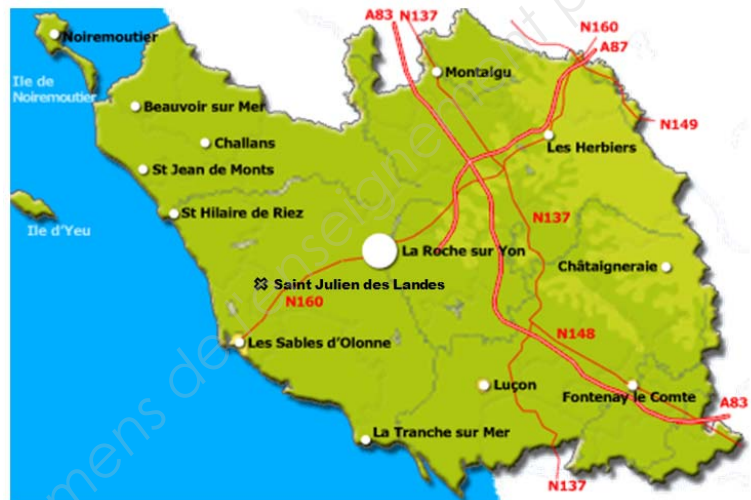 A83 N137
N160
A87
Noiremoutier
Montaigu
Ile de
Noiremoutier
Beauvoir sur Mer
N149
Challans
Les Herbiers
St Jean de Monts
St Hilaire de Riez
N137
Ile d'Yeu
La Roche sur Yon
Châtaigneraie
Saint Julien des Landes
N160
N148
Les Sables d'Olonne
Luçon
Fontenay le Comte
A83
La Tranche sur Mer
N137